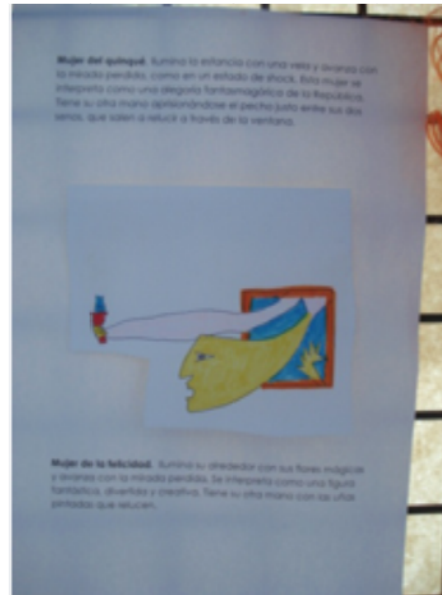 Mujer del quinqué. Ilumina la estancia con una vela y avanza con
la mirada perdida, como en un estado de shock. Esta mujer se
interpreta como una alegoría fantasmagórica de la República.
Tiene su otra mano aprisionándose el pecho justo entre sus dos
senos, que salen a relucir a través de la ventana.
Mujer de la felicidad. Ilumina su alrededor con sus flores mágicas
y avanza con la mirada perdida. Se interpreta como una figura
fantástica, divertida y creativa. Tiene su otra mano con las uñas
pintadas que relucen.